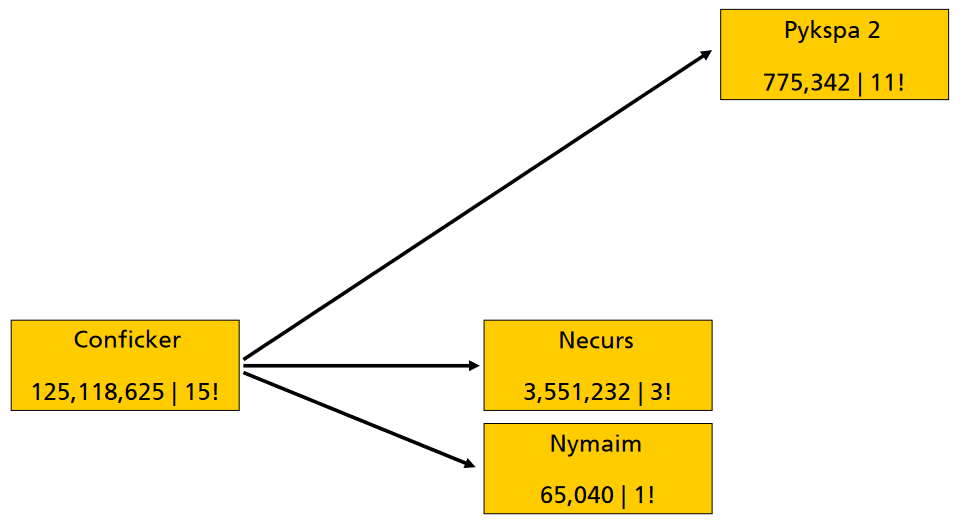 Pykspa 2
775,342 | 11!
Conficker
125,118,625 | 15!
Necurs
3,551,232 | 3!
Nymaim
65,040 | 1!